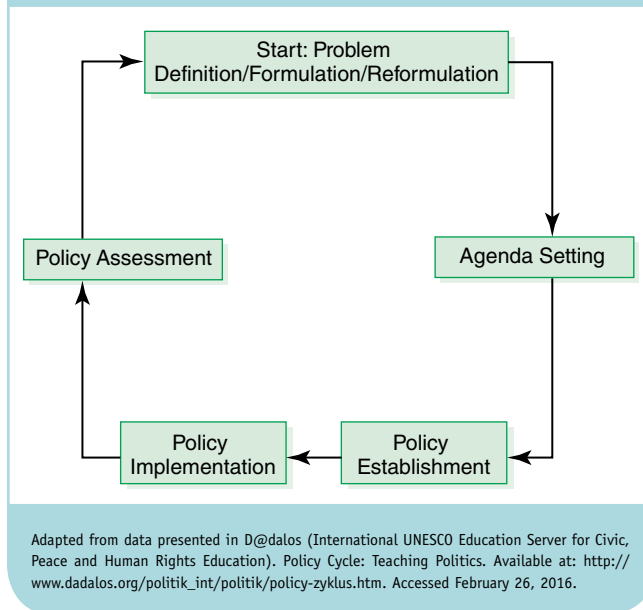 Start: Problem
Definition/Formulation/Reformulation
Policy Assessment
Agenda Setting
Policy
Implementation
Policy
Establishment
Adapted from data presented in D@dalos (International UNESCO Education Server for Civic,
Peace and Human Rights Education). Policy Cycle: Teaching Politics. Available at: http://
www.dadalos.org/politik_int/politik/policy-zyklus.htm. Accessed February 26, 2016.